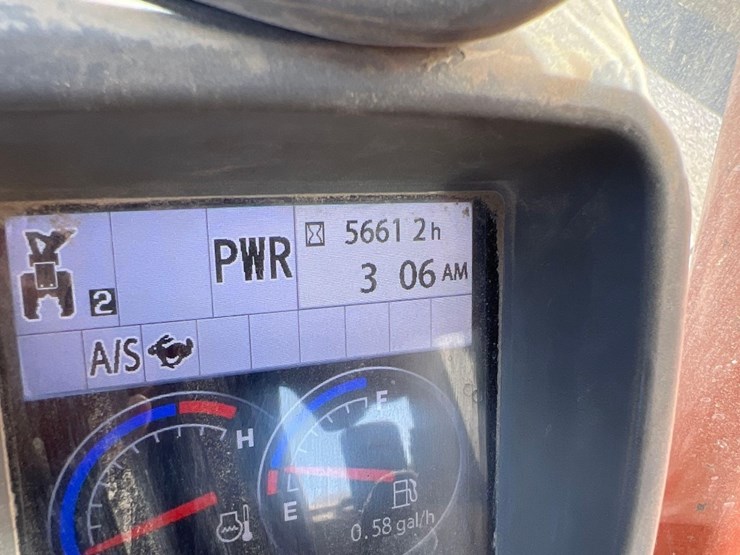 5661 2 h
PWR
2
3 06 AM
A/S
H
F
E
0.58 gal/h